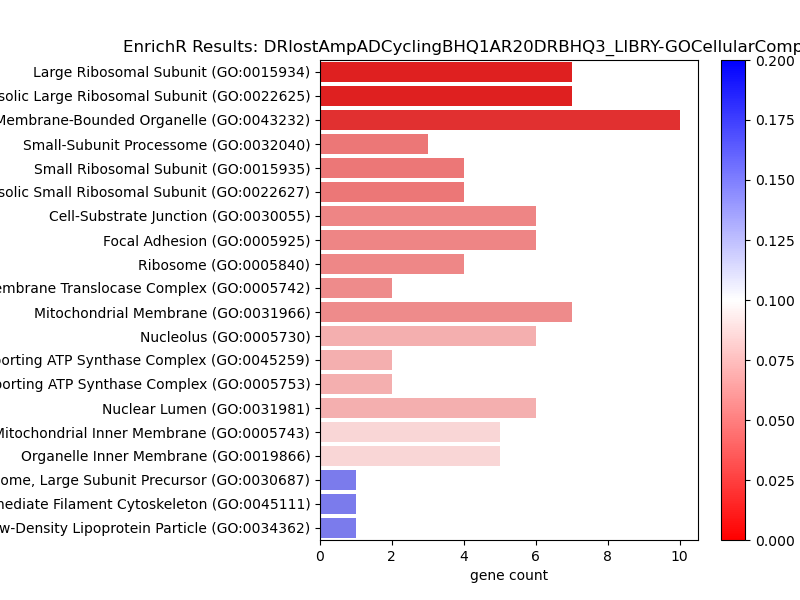 EnrichR Results: DRlostAmpADCyclingBHQ1AR20DRBHQ3_LIBRY-GOCellularComp
Large Ribosomal Subunit (GO:0015934)
solic Large Ribosomal Subunit (GO:0022625)
Membrane-Bounded Organelle (GO:0043232)
Small-Subunit Processome (GO:0032040)
Small Ribosomal Subunit (GO:0015935)
solic Small Ribosomal Subunit (GO:0022627)
Cell-Substrate Junction (GO:0030055)
Focal Adhesion (GO:0005925)
Ribosome (GO:0005840)
embrane Translocase Complex (GO:0005742)
Mitochondrial Membrane (GO:0031966)
Nucleolus (GO:0005730)
porting ATP Synthase Complex (GO:0045259)
porting ATP Synthase Complex (GO:0005753)
Nuclear Lumen (GO:0031981)
Mitochondrial Inner Membrane (GO:0005743)
Organelle Inner Membrane (GO:0019866)
ome, Large Subunit Precursor (GO:0030687)
mediate Filament Cytoskeleton (GO:0045111)
w-Density Lipoprotein Particle (GO:0034362)
0 2 4 6 8 10
gene count
0.200
0.175
0.150
0.125
0.100
0.075
0.050
0.025
0.000